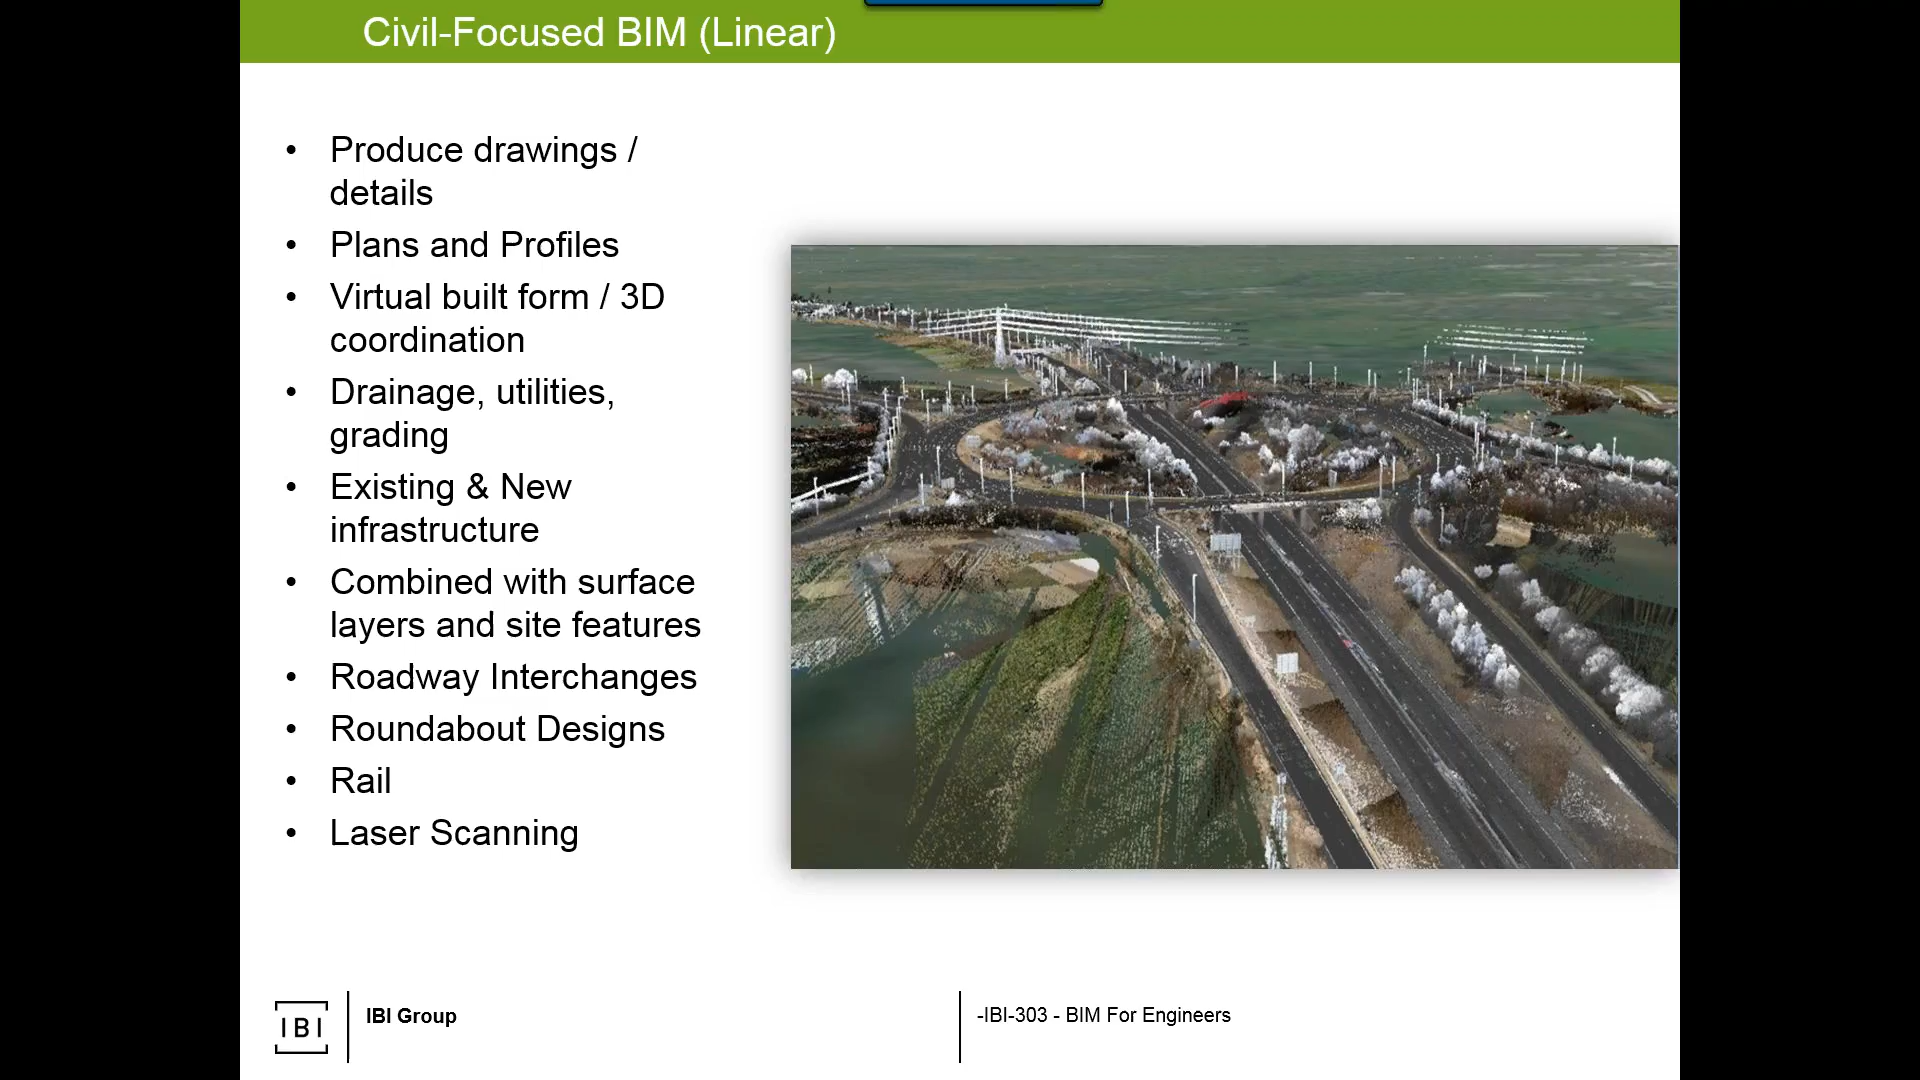 Civil-Focused BIM (Linear)
• Produce drawings /
details
• Plans and Profiles
• Virtual built form / 3D
coordination
• Drainage, utilities,
grading
• Existing & New
infrastructure
• Combined with surface
layers and site features
• Roadway Interchanges
• Roundabout Designs
• Rail
• Laser Scanning
IBI
IBI Group
-IBI-303 - BIM For Engineers